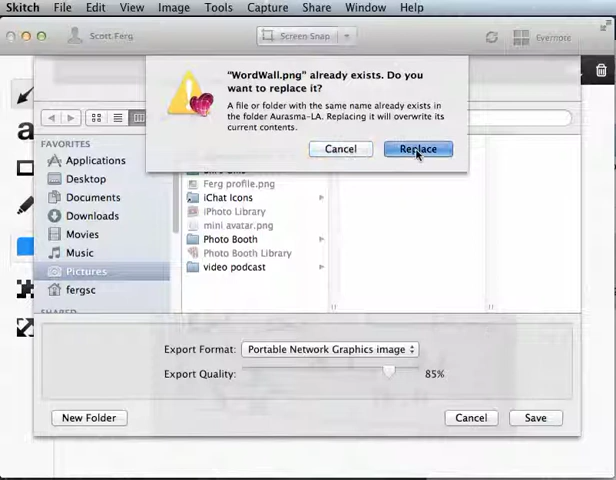 Skitch File Edit View Image Tools Capture Share Window Help
Scott Ferg Screen Snap Evernote
"WordWall.png" already exists. Do you
want to replace it?
A file or folder with the same name already exists in
the folder Aurasma-LA. Replacing it will overwrite its
current contents.
Cancel Replace
FAVORITES
Applications
Desktop
Documents
Downloads
Movies
Music
Pictures
fergsc
SHARED
Ferg profile.png
iChat Icons
iPhoto Library
mini avatar.png
Photo Booth
Photo Booth Library
video podcast
Export Format: Portable Network Graphics image
Export Quality: 85%
New Folder Cancel Save